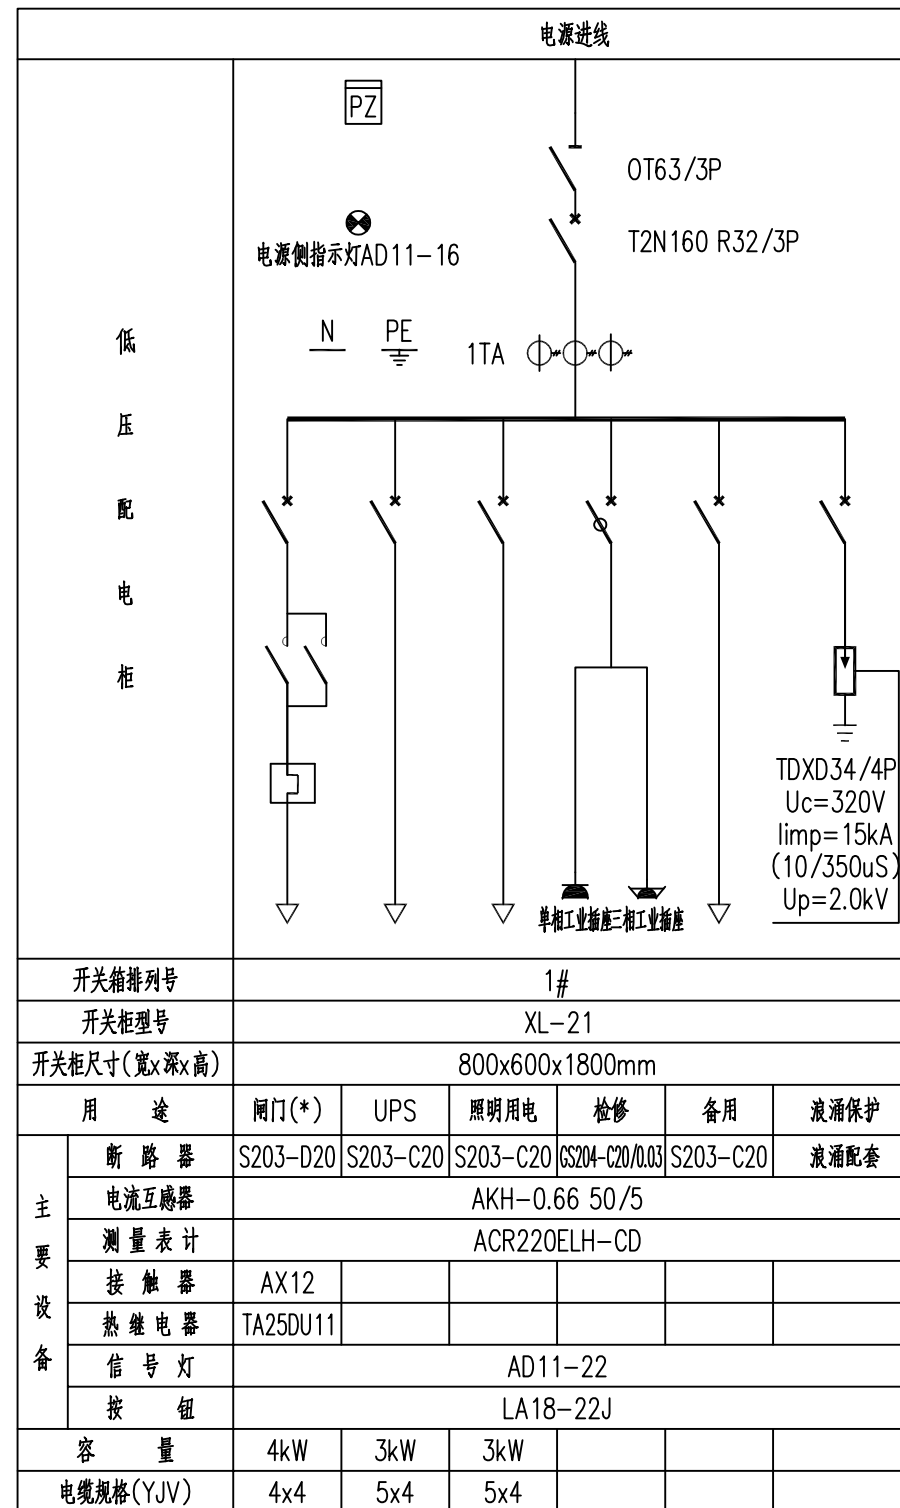 电源进线
PZ
OT63/3P
T2N160 R32/3P
电源侧指示灯AD11-16
N PE
1TA
低压配电柜
TDXD34/4P
Uc=320V
Iimp=15kA
(10/350uS)
Up=2.0kV
单相工业插座 三相工业插座
开关箱排列号 1#
开关柜型号 XL-21
开关柜尺寸(宽x深x高) 800x600x1800mm
用途 闸门(*) UPS 照明用电 检修 备用 浪涌保护
主要设备
断路器 S203-D20 S203-C20 S203-C20 GS204-C20/0.03 S203-C20 浪涌配套
电流互感器 AKH-0.66 50/5
测量表计 ACR220ELH-CD
接触器 AX12
热继电器 TA25DU11
信号灯 AD11-22
按钮 LA18-22J
容量 4kW 3kW 3kW
电缆规格(YJV) 4x4 5x4 5x4